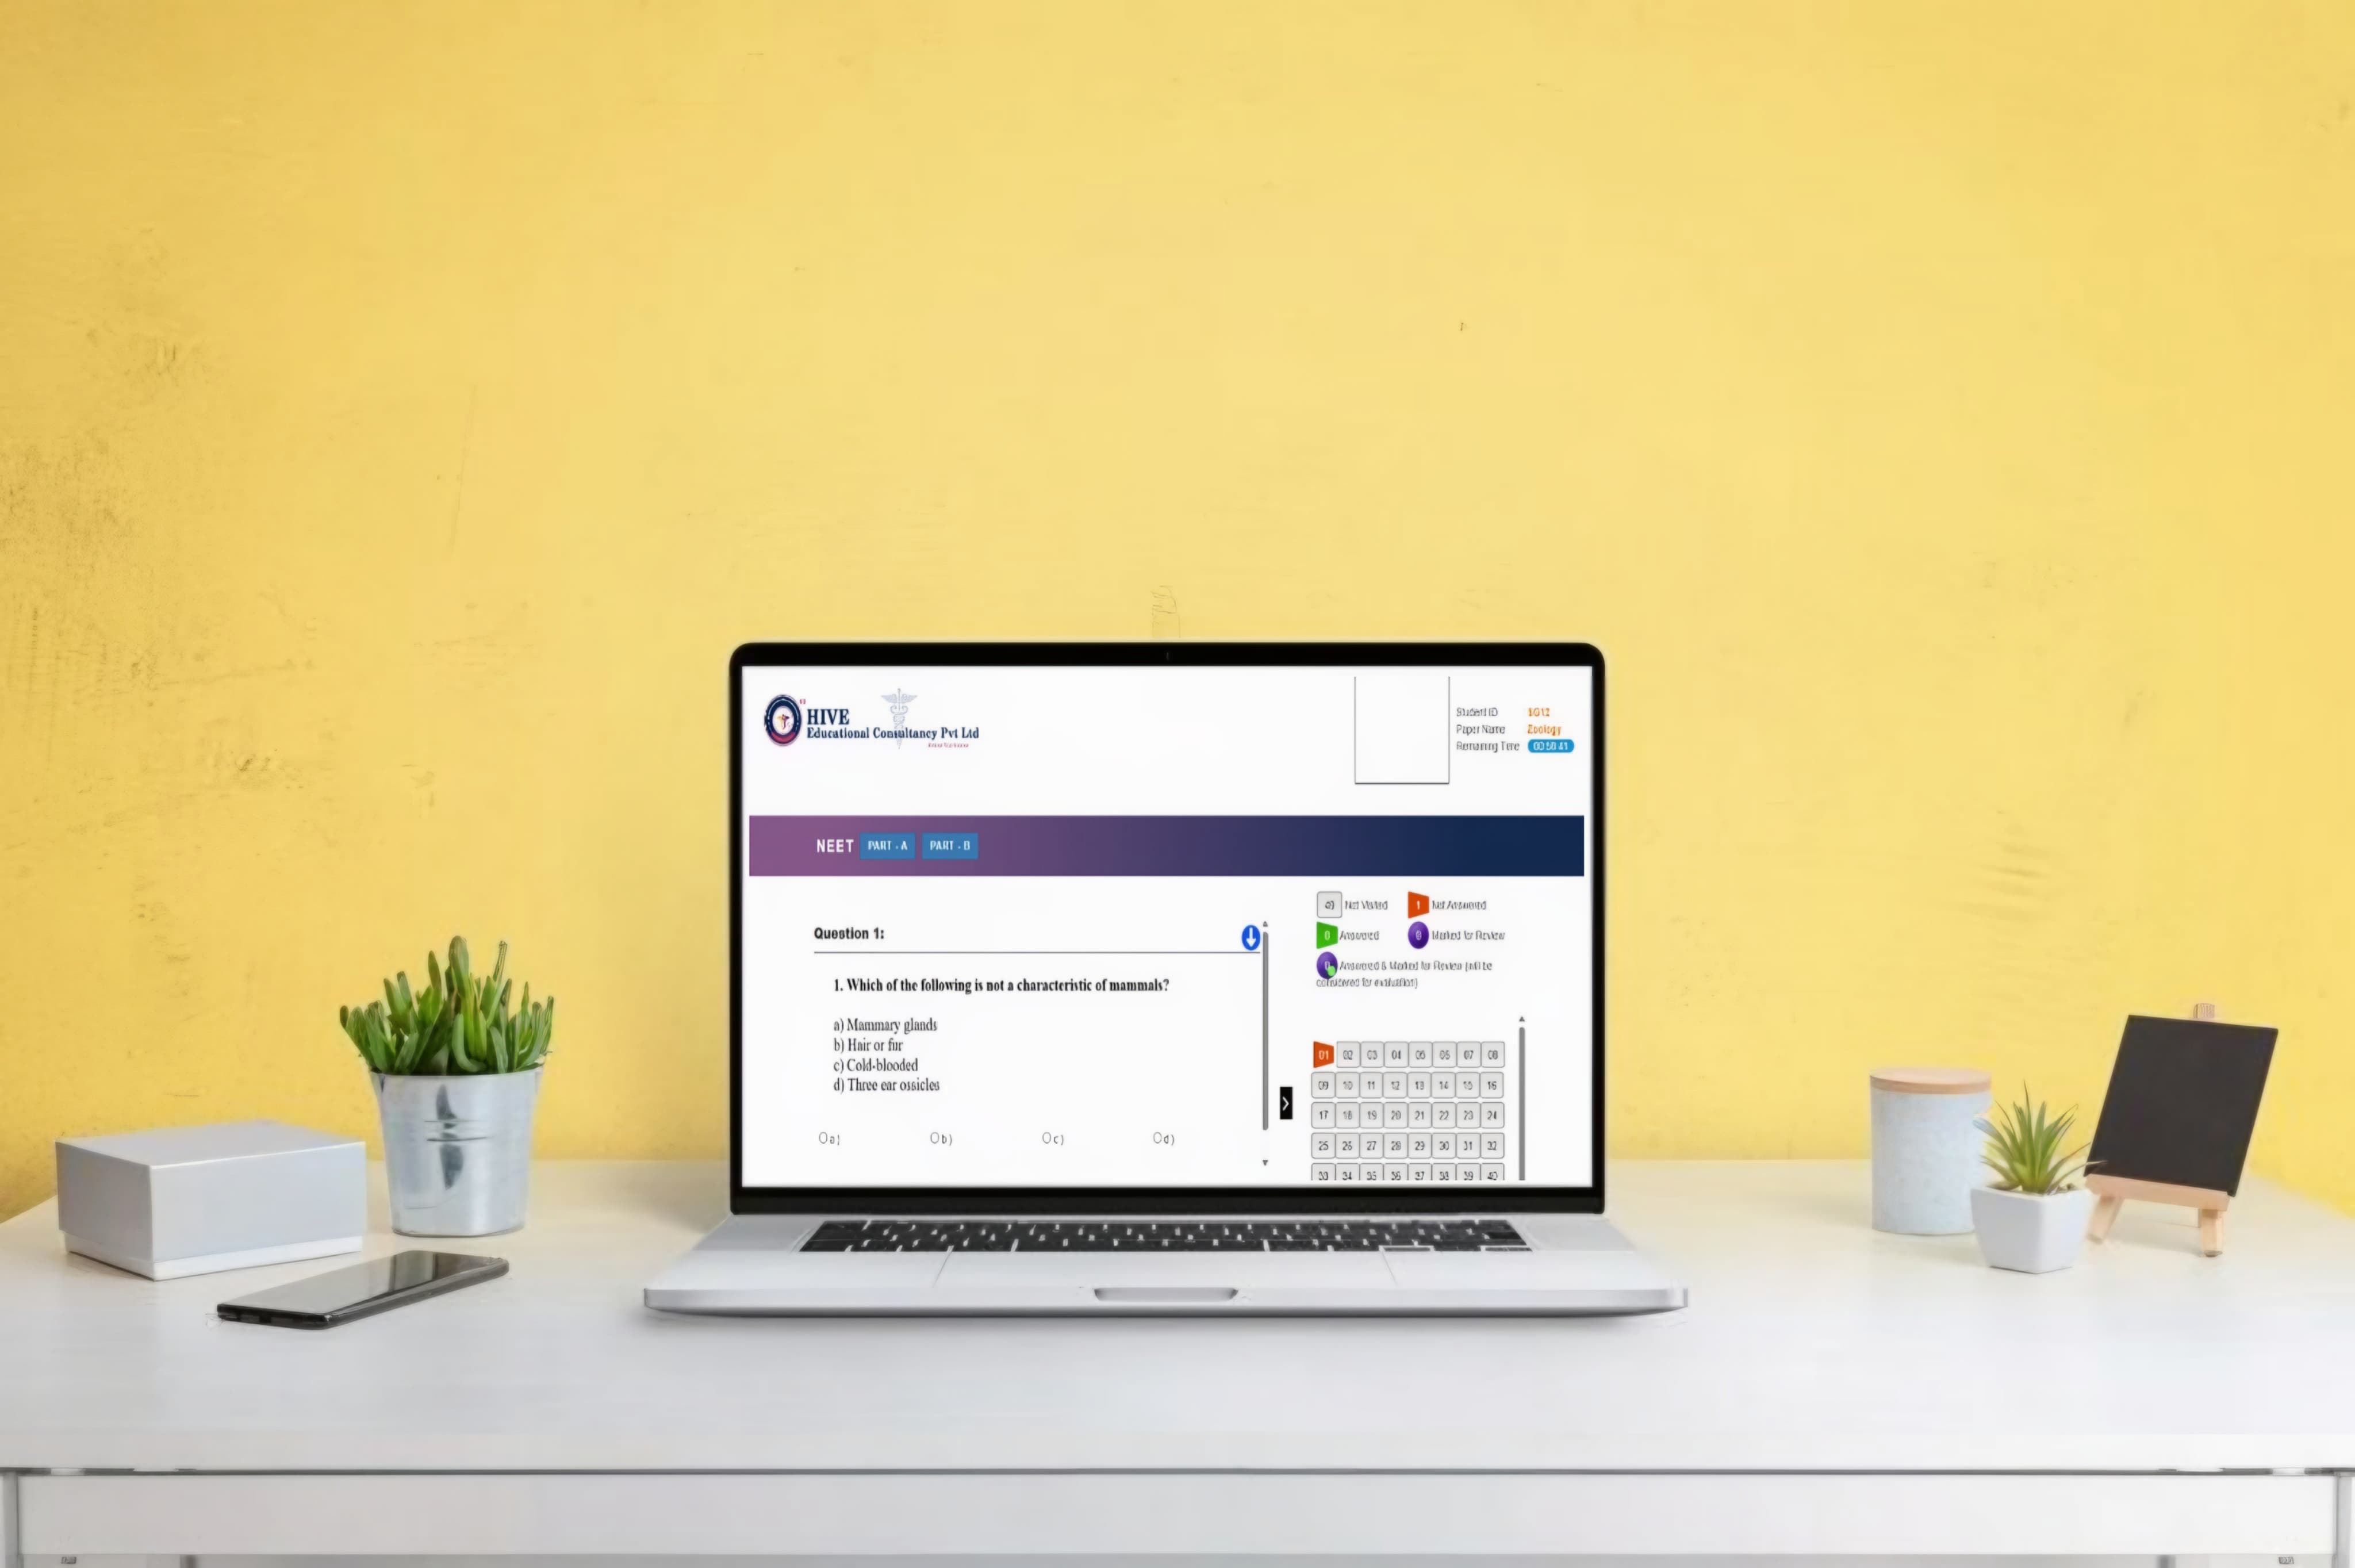 HIVE
Educational Consultancy Pvt Ltd
Student ID
Paper Name Zoology
Remaining Time
NEET PART - A PART - B
Not Visited 1 Not Answered
0 Answered 0 Marked for Review
0 Answered & Marked for Review (will be
considered for evaluation)
Question 1:
1. Which of the following is not a characteristic of mammals?
a) Mammary glands
b) Hair or fur
c) Cold-blooded
d) Three ear ossicles
a) b) c) d)
01 02 03 04 05 06 07 08
09 10 11 12 13 14 15 16
17 18 19 20 21 22 23 24
25 26 27 28 29 30 31 32
33 34 35 36 37 38 39 40